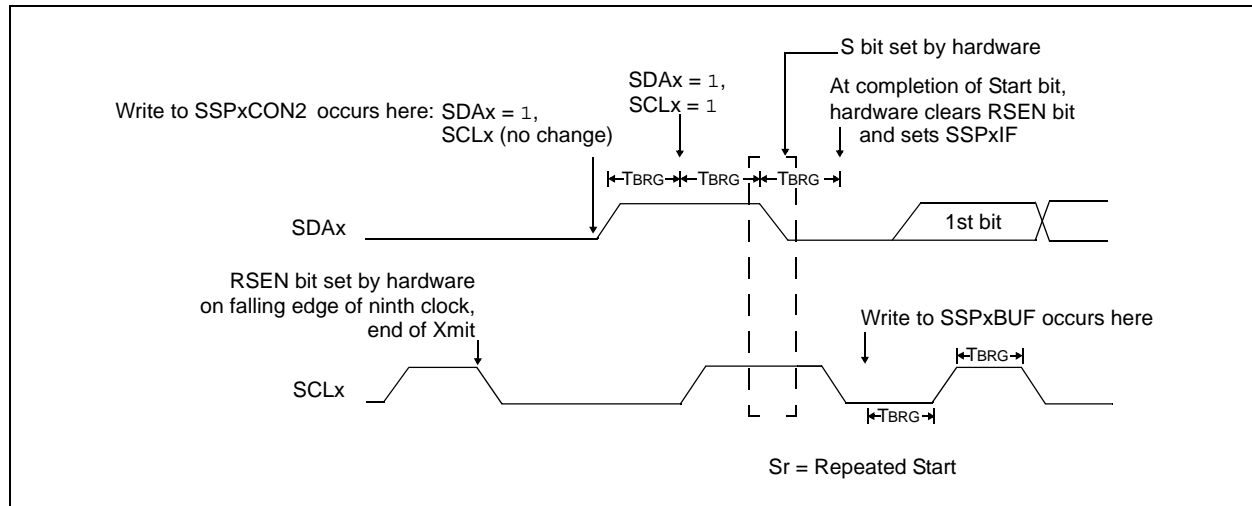 S bit set by hardware
SDAx = 1,
SCLx = 1
At completion of Start bit,
hardware clears RSEN bit
and sets SSPxIF
Write to SSPxCON2 occurs here: SDAx = 1,
SCLx (no change)
TBRG
TBRG
TBRG
SDAx
1st bit
RSEN bit set by hardware
on falling edge of ninth clock,
end of Xmit
Write to SSPxBUF occurs here
TBRG
SCLx
TBRG
Sr = Repeated Start